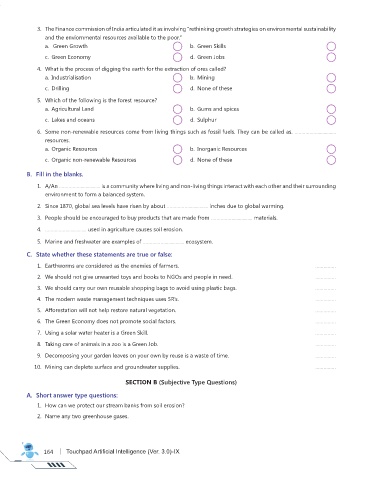 3. The Finance commission of India articulated it as involving "rethinking growth strategies on environmental sustainability
and the environmental resources available to the poor."
a. Green Growth b. Green Skills
c. Green Economy d. Green Jobs
4. What is the process of digging the earth for the extraction of ores called?
a. Industrialisation b. Mining
c. Drilling d. None of these
5. Which of the following is the forest resource?
a. Agricultural Land b. Gums and spices
c. Lakes and oceans d. Sulphur
6. Some non-renewable resources come from living things such as fossil fuels. They can be called as, ........................
resources.
a. Organic Resources b. Inorganic Resources
c. Organic non-renewable Resources d. None of these
B. Fill in the blanks.
1. A/An ........................ is a community where living and non-living things interact with each other and their surrounding
environment to form a balanced system.
2. Since 1870, global sea levels have risen by about ........................ inches due to global warming.
3. People should be encouraged to buy products that are made from ........................ materials.
4. ........................ used in agriculture causes soil erosion.
5. Marine and freshwater are examples of ........................ ecosystem.
C. State whether these statements are true or false:
1. Earthworms are considered as the enemies of farmers. ............
2. We should not give unwanted toys and books to NGOs and people in need. ............
3. We should carry our own reusable shopping bags to avoid using plastic bags. ............
4. The modern waste management techniques uses 5R's. ............
5. Afforestation will not help restore natural vegetation. ............
6. The Green Economy does not promote social factors. ............
7. Using a solar water heater is a Green Skill. ............
8. Taking care of animals in a zoo is a Green Job. ............
9. Decomposing your garden leaves on your own by reuse is a waste of time. ............
10. Mining can deplete surface and groundwater supplies. ............
SECTION B (Subjective Type Questions)
A. Short answer type questions:
1. How can we protect our stream banks from soil erosion?
2. Name any two greenhouse gases.
164 | Touchpad Artificial Intelligence (Ver. 3.0)-IX